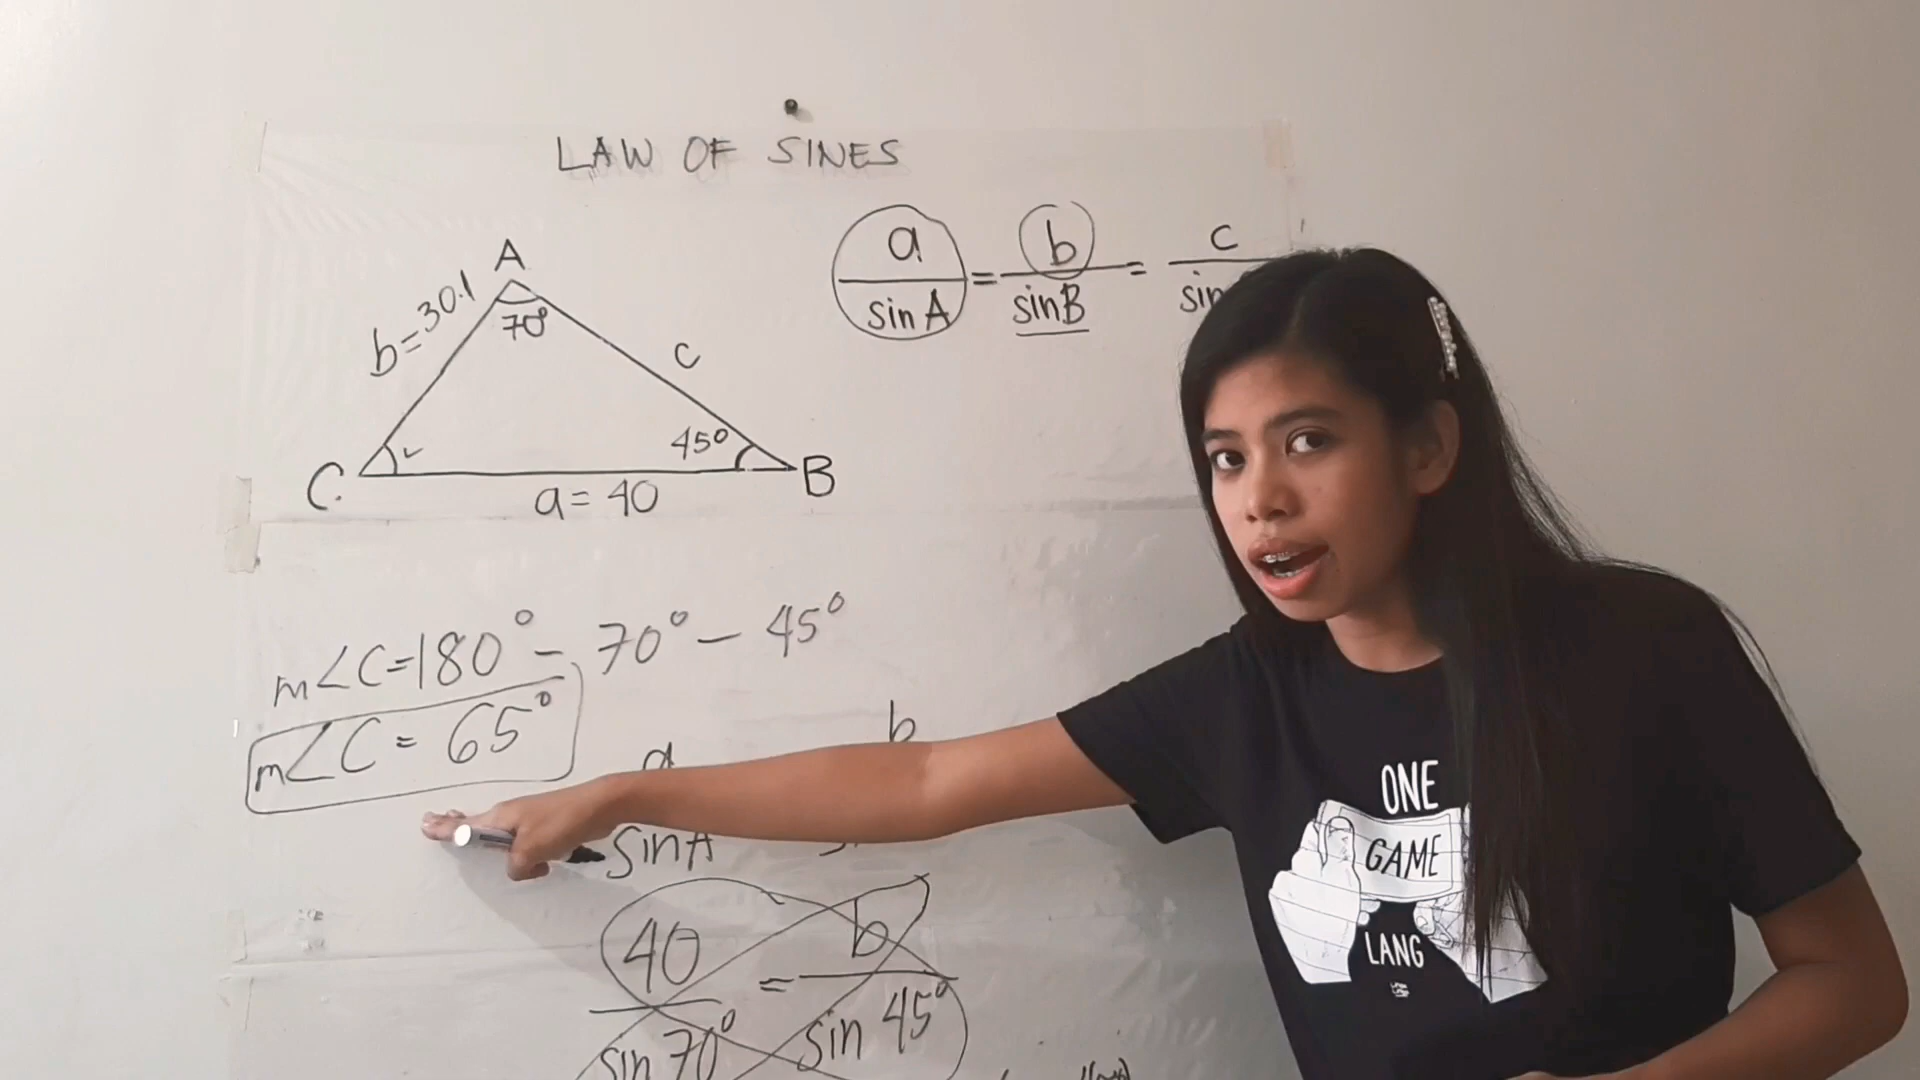 LAW OF SINES
a/sin A = b/sin B = c/sin
A
b=30.1
70°
c
45°
C
B
a = 40
m∠C=180° - 70° - 45°
m∠C = 65°
a b
sin A
40/sin 70° = b/sin 45°
ONE
GAME
LANG